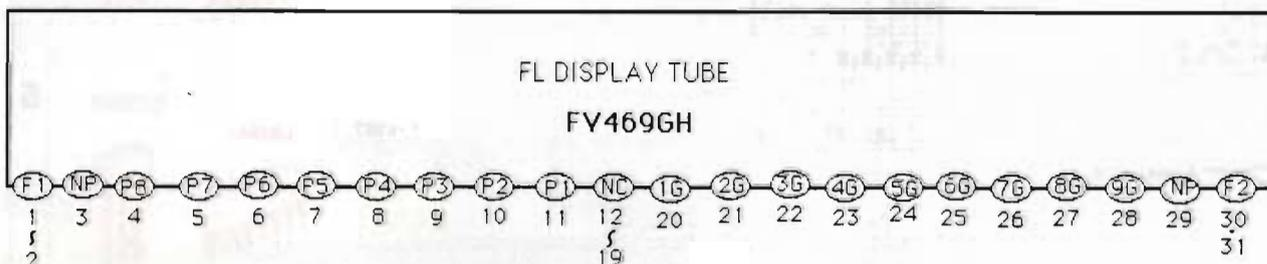 FL DISPLAY TUBE
FV469GH
F1 NP P8 P7 P6 P5 P4 P3 P2 P1 NC 1G 2G 3G 4G 5G 6G 7G 8G 9G NP F2
1 3 4 5 6 7 8 9 10 11 12 20 21 22 23 24 25 26 27 28 29 30
2 19 31